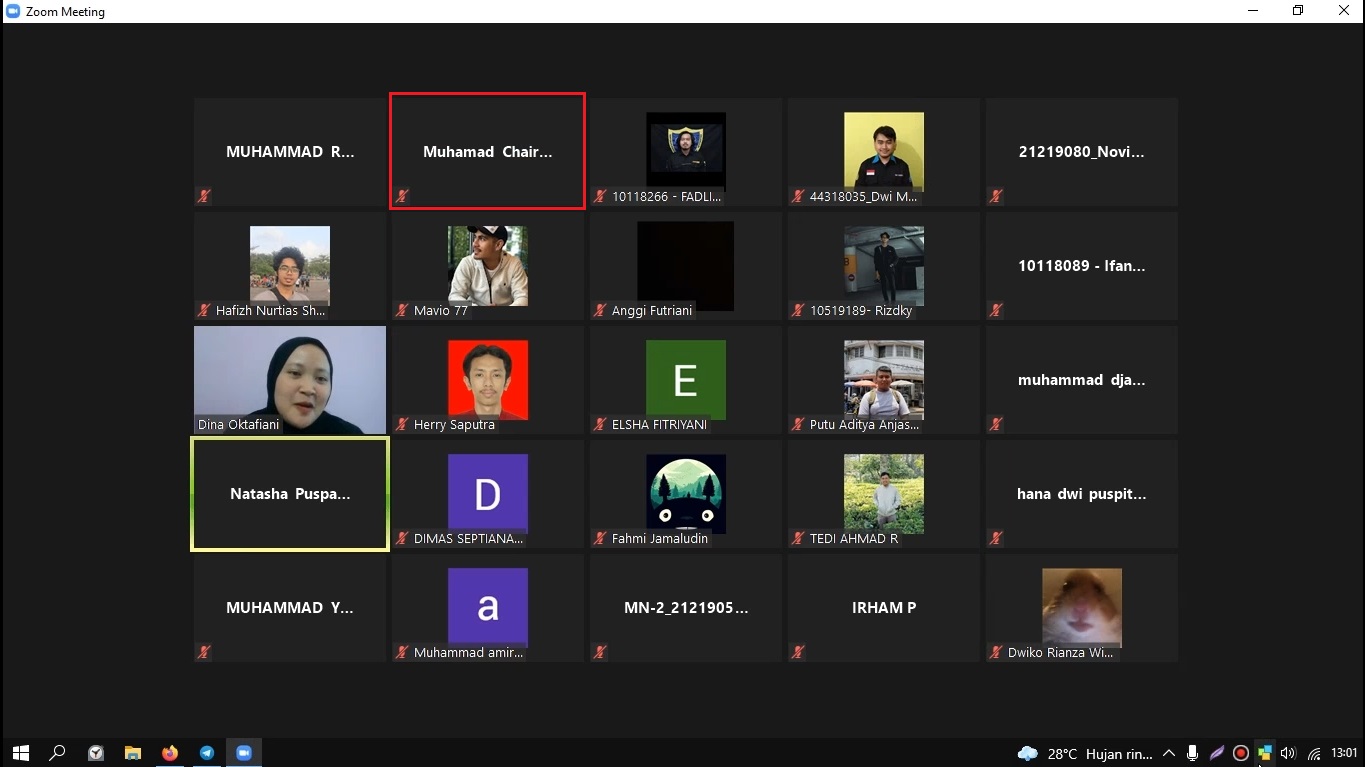 Zoom Meeting
MUHAMMAD R...
Muhamad Chair...
10118266 - FADLI...
44318035_Dwi M...
21219080_Novi...
Hafizh Nurtias Sh...
Mavio 77
Anggi Futriani
10519189- Rizdky
10118089 - Ifan...
Dina Oktafiani
Herry Saputra
E
ELSHA FITRIYANI
Putu Aditya Anjas...
muhammad dja...
Natasha Puspa...
D
DIMAS SEPTIANA...
Fahmi Jamaludin
TEDI AHMAD R
hana dwi puspit...
MUHAMMAD Y...
a
Muhammad amir...
MN-2_2121905...
IRHAM P
Dwiko Rianza Wi...
28°C Hujan rin...
13:01